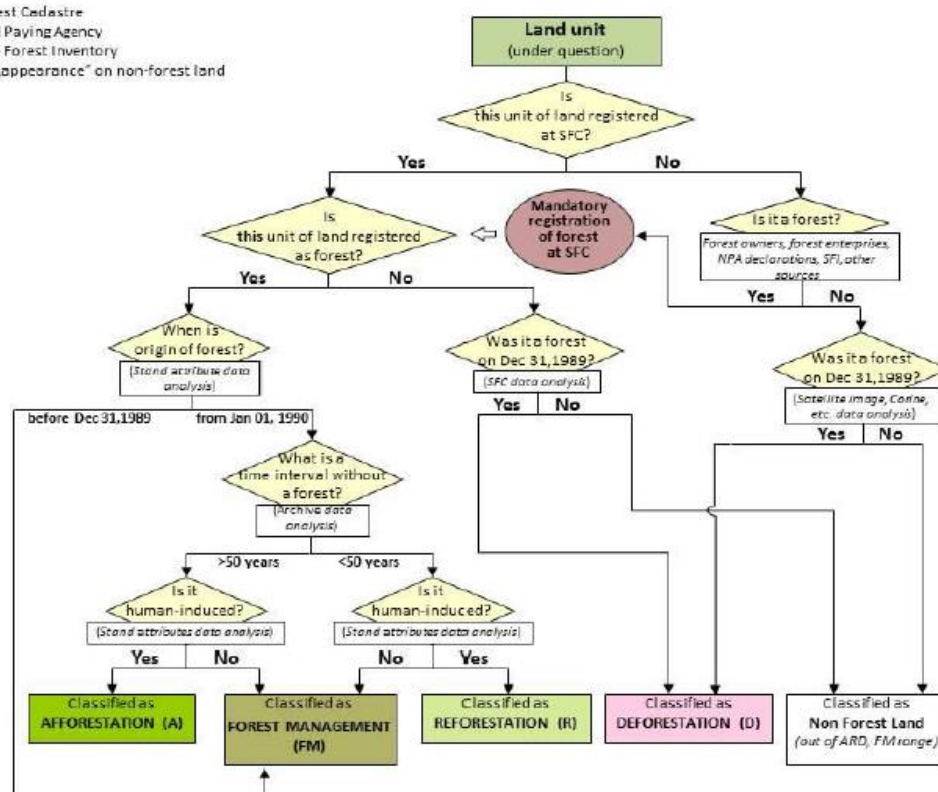 est Cadastre
Paying Agency
Forest Inventory
appearance" on non-forest land
Land unit
(under question)
Is
this unit of land registered
at SFC?
Yes
No
Is
this unit of land registered
as forest?
Mandatory
registration
of forest
at SFC
Is it a forest?
Forest owners, forest enterprises,
NPA declarations, SFI, other
sources
Yes
No
Yes
No
When is
origin of forest?
(Stand attribute data
analysis)
Was it a forest
on Dec 31,1989?
(SFC data analysis)
Was it a forest
on Dec 31,1989?
(Satellite image, Corine,
etc. data analysis)
before Dec 31,1989
from Jan 01, 1990
Yes
No
Yes
No
What is a
time interval without
a forest?
(Archive data
analysis)
>50 years
<50 years
Is it
human-induced?
(Stand attributes data analysis)
Is it
human-induced?
(Stand attributes data analysis)
Yes
No
No
Yes
Classified as
AFFORESTATION (A)
Classified as
FOREST MANAGEMENT
(FM)
Classified as
REFORESTATION (R)
Classified as
DEFORESTATION (D)
Classified as
Non Forest Land
(out of ARD, FM range)